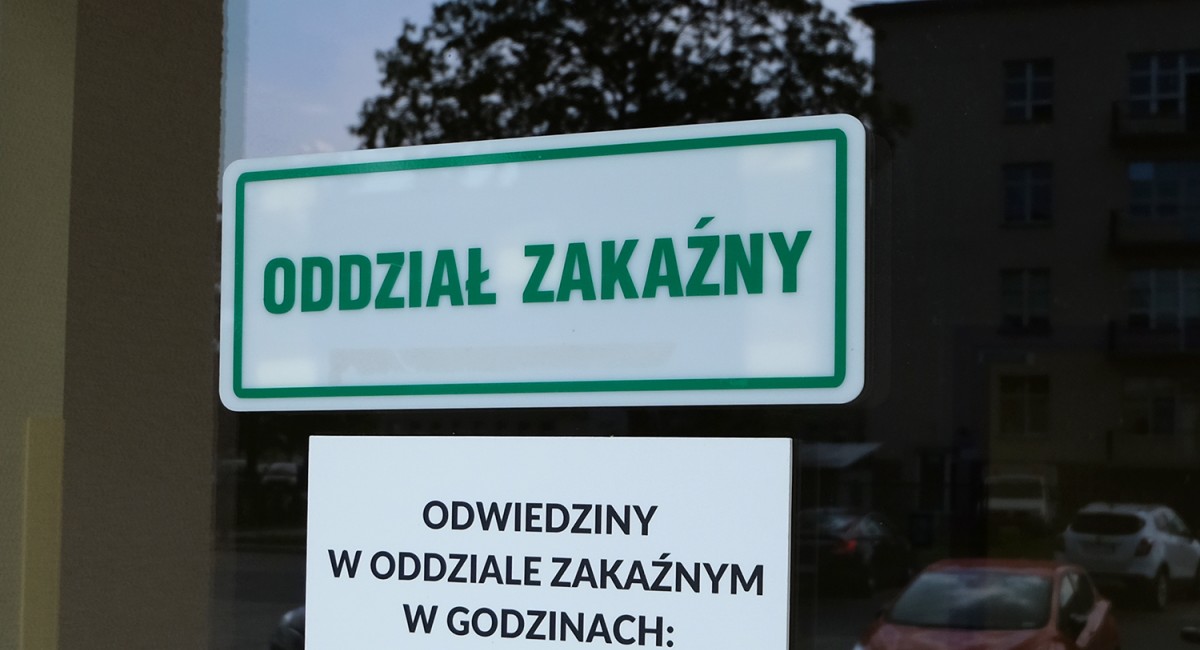 ODDZIAŁ ZAKAŹNY
ODWIEDZINY
W ODDZIALE ZAKAŹNYM
W GODZINACH: